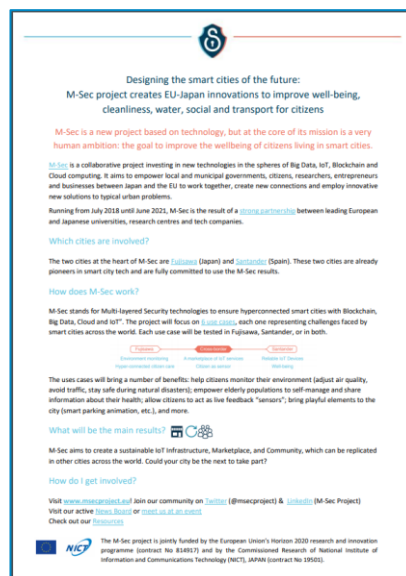 Designing the smart cities of the future:
M-Sec project creates EU-Japan innovations to improve well-being,
cleanliness, water, social and transport for citizens
M-Sec is a new project based on technology, but at the core of its mission is a very
human ambition: the goal to improve the wellbeing of citizens living in smart cities.
M-Sec is a collaborative project investing in new technologies in the spheres of Big Data, IoT, Blockchain and
Cloud computing. It aims to empower local and municipal governments, citizens, researchers, entrepreneurs
and businesses between Japan and the EU to work together, create new connections and employ innovative
new solutions to typical urban problems.
Running from July 2018 until June 2021, M-Sec is the result of a strong partnership between leading European
and Japanese universities, research centres and tech companies.
Which cities are involved?
The two cities at the heart of M-Sec are Fujisawa (Japan) and Santander (Spain). These two cities are already
pioneers in smart city tech and are fully committed to use the M-Sec results.
How does M-Sec work?
M-Sec stands for Multi-layered Security technologies to ensure hyperconnected smart cities with Blockchain,
Big Data, Cloud and IoT". The project will focus on 6 use cases, each one representing challenges faced by
smart cities across the world. Each use case will be tested in Fujisawa, Santander, or in both.
Fujisawa Cross-border Santander
Environment monitoring A marketplace of IoT services Reliable IoT Devices
Hyper connected citizen care Citizen as sensor Well-being
The uses cases will bring a number of benefits: help citizens monitor their environment (adjust air quality,
avoid traffic, stay safe during natural disasters); empower elderly populations to self-manage and share
information about their health; allow citizens to act as live feedback "sensors"; bring playful elements to the
city (smart parking animation, etc.), and more.
What will be the main results?
M-Sec aims to create a sustainable IoT Infrastructure, Marketplace, and Community, which can be replicated
in other cities across the world. Could your city be the next to take part?
How do I get involved?
Visit www.msecproject.eu! Join our community on Twitter (@msecproject) & LinkedIn (M-Sec Project)
Visit our active News Board or meet us at an event
Check out our Resources
NICT
The M-Sec project is jointly funded by the European Union's Horizon 2020 research and innovation
programme (contract No 814917) and by the Commissioned Research of National Institute of
Information and Communications Technology (NICT), JAPAN (contract No 19501).